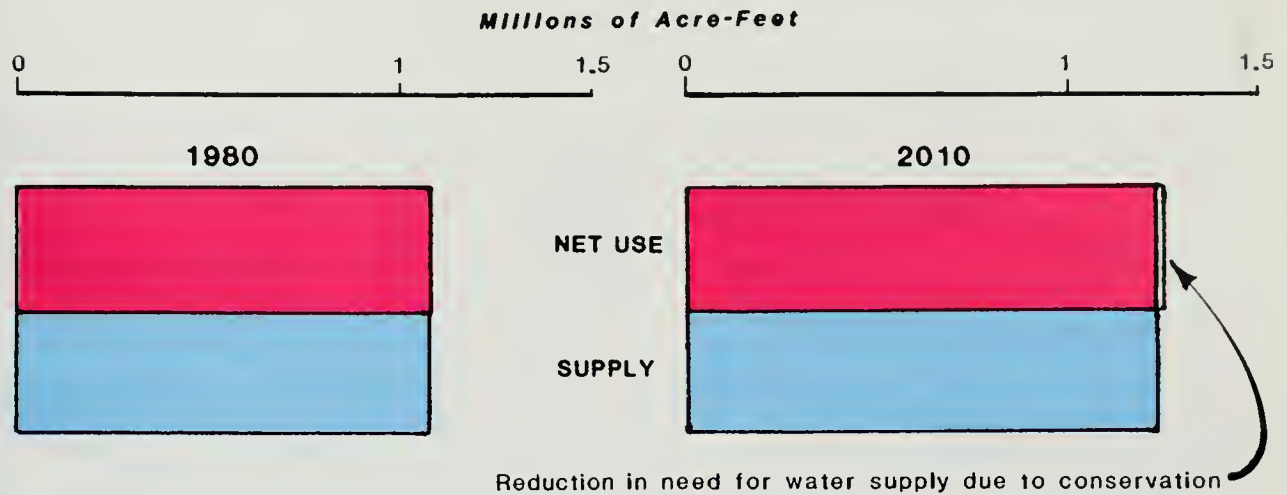 Millions of Acre-Feet
0 1 1.5 0 1 1.5
1980 2010
NET USE
SUPPLY
Reduction in need for water supply due to conservation